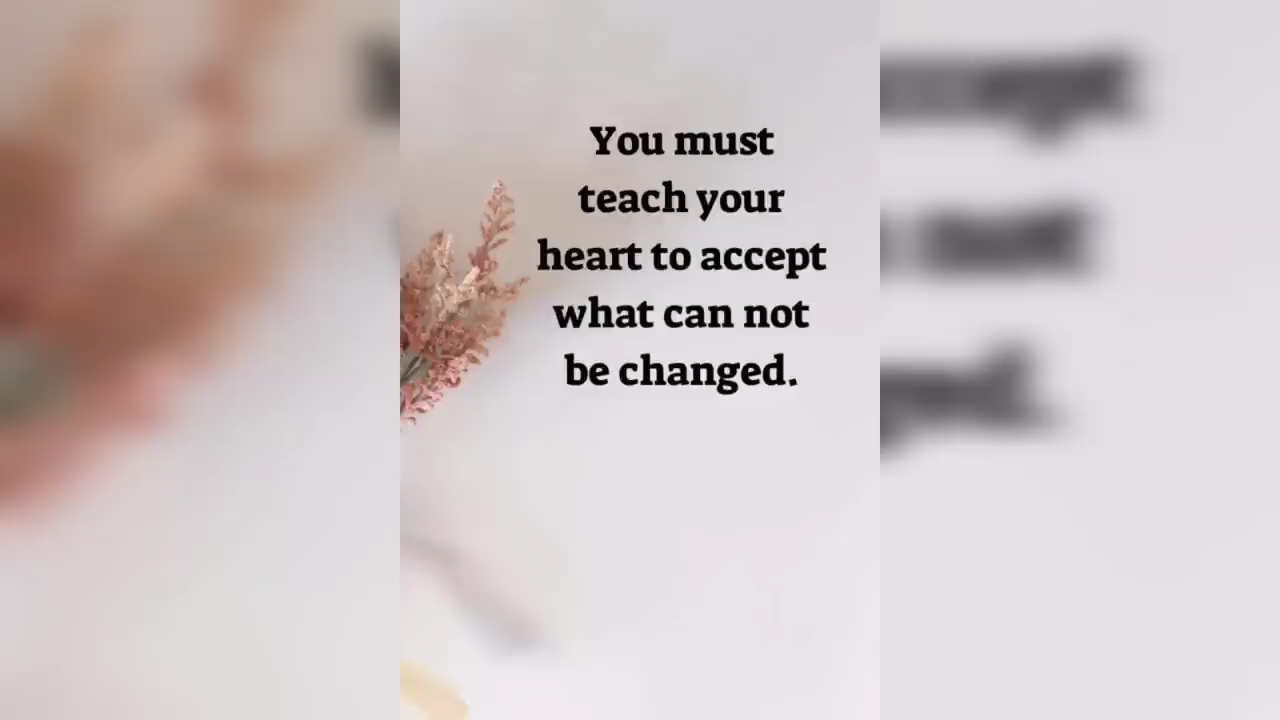 You must
teach your
heart to accept
what can not
be changed.